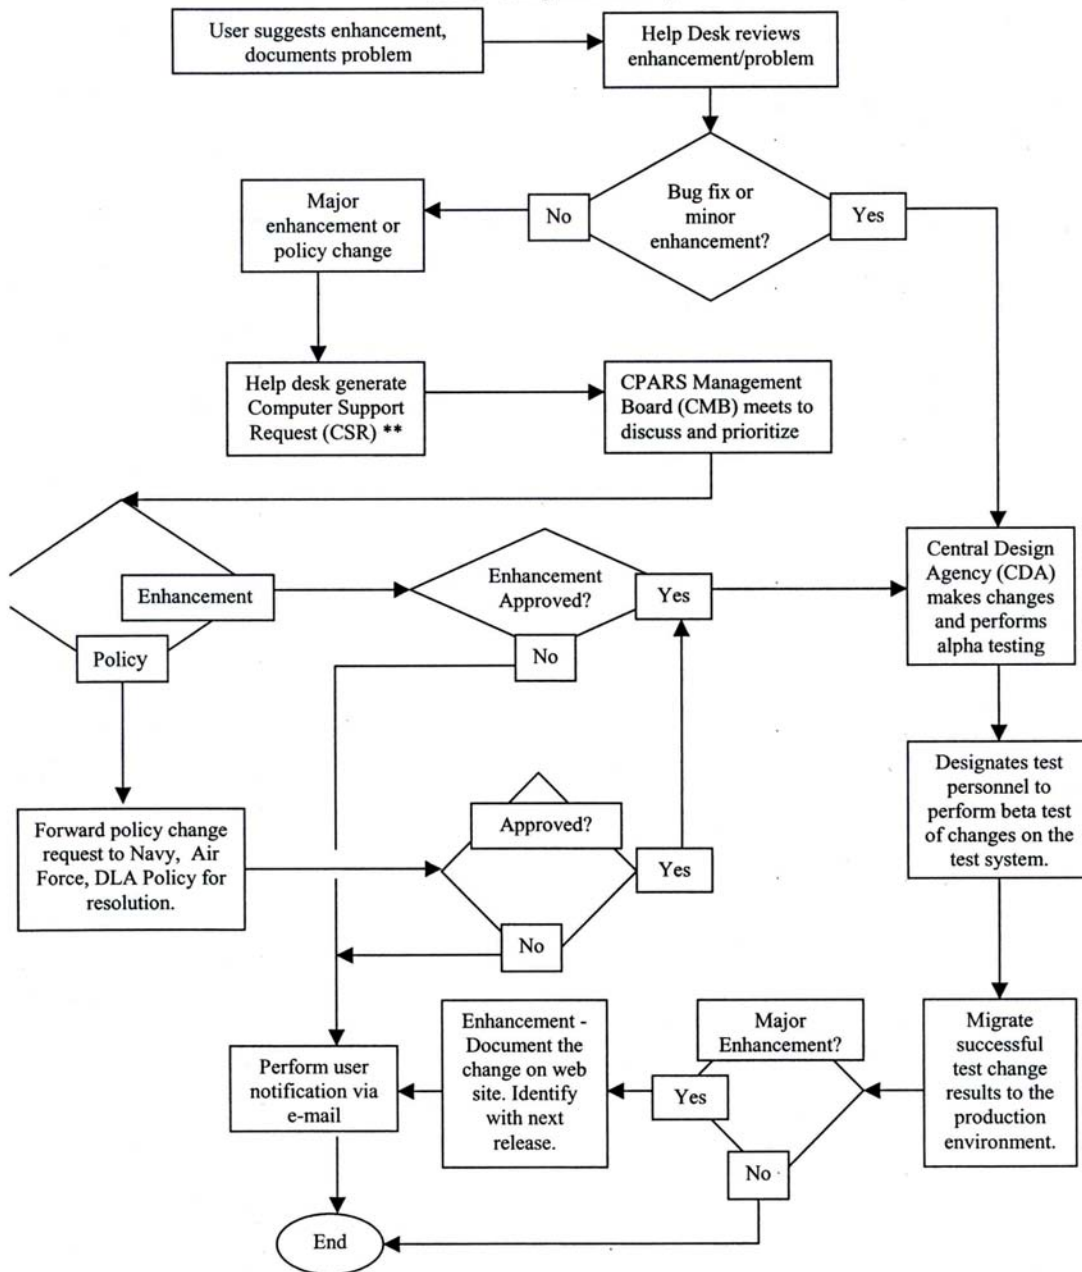 User suggests enhancement,
documents problem
Help Desk reviews
enhancement/problem
Bug fix or
minor
enhancement?
No
Yes
Major
enhancement or
policy change
Help desk generate
Computer Support
Request (CSR) **
CPARS Management
Board (CMB) meets to
discuss and prioritize
Enhancement
Policy
Enhancement
Approved?
Yes
No
Central Design
Agency (CDA)
makes changes
and performs
alpha testing
Designates test
personnel to
perform beta test
of changes on the
test system.
Forward policy change
request to Navy, Air
Force, DLA Policy for
resolution.
Approved?
Yes
No
Migrate
successful
test change
results to the
production
environment.
Major
Enhancement?
Yes
No
Enhancement -
Document the
change on web
site. Identify
with next
release.
Perform user
notification via
e-mail
End